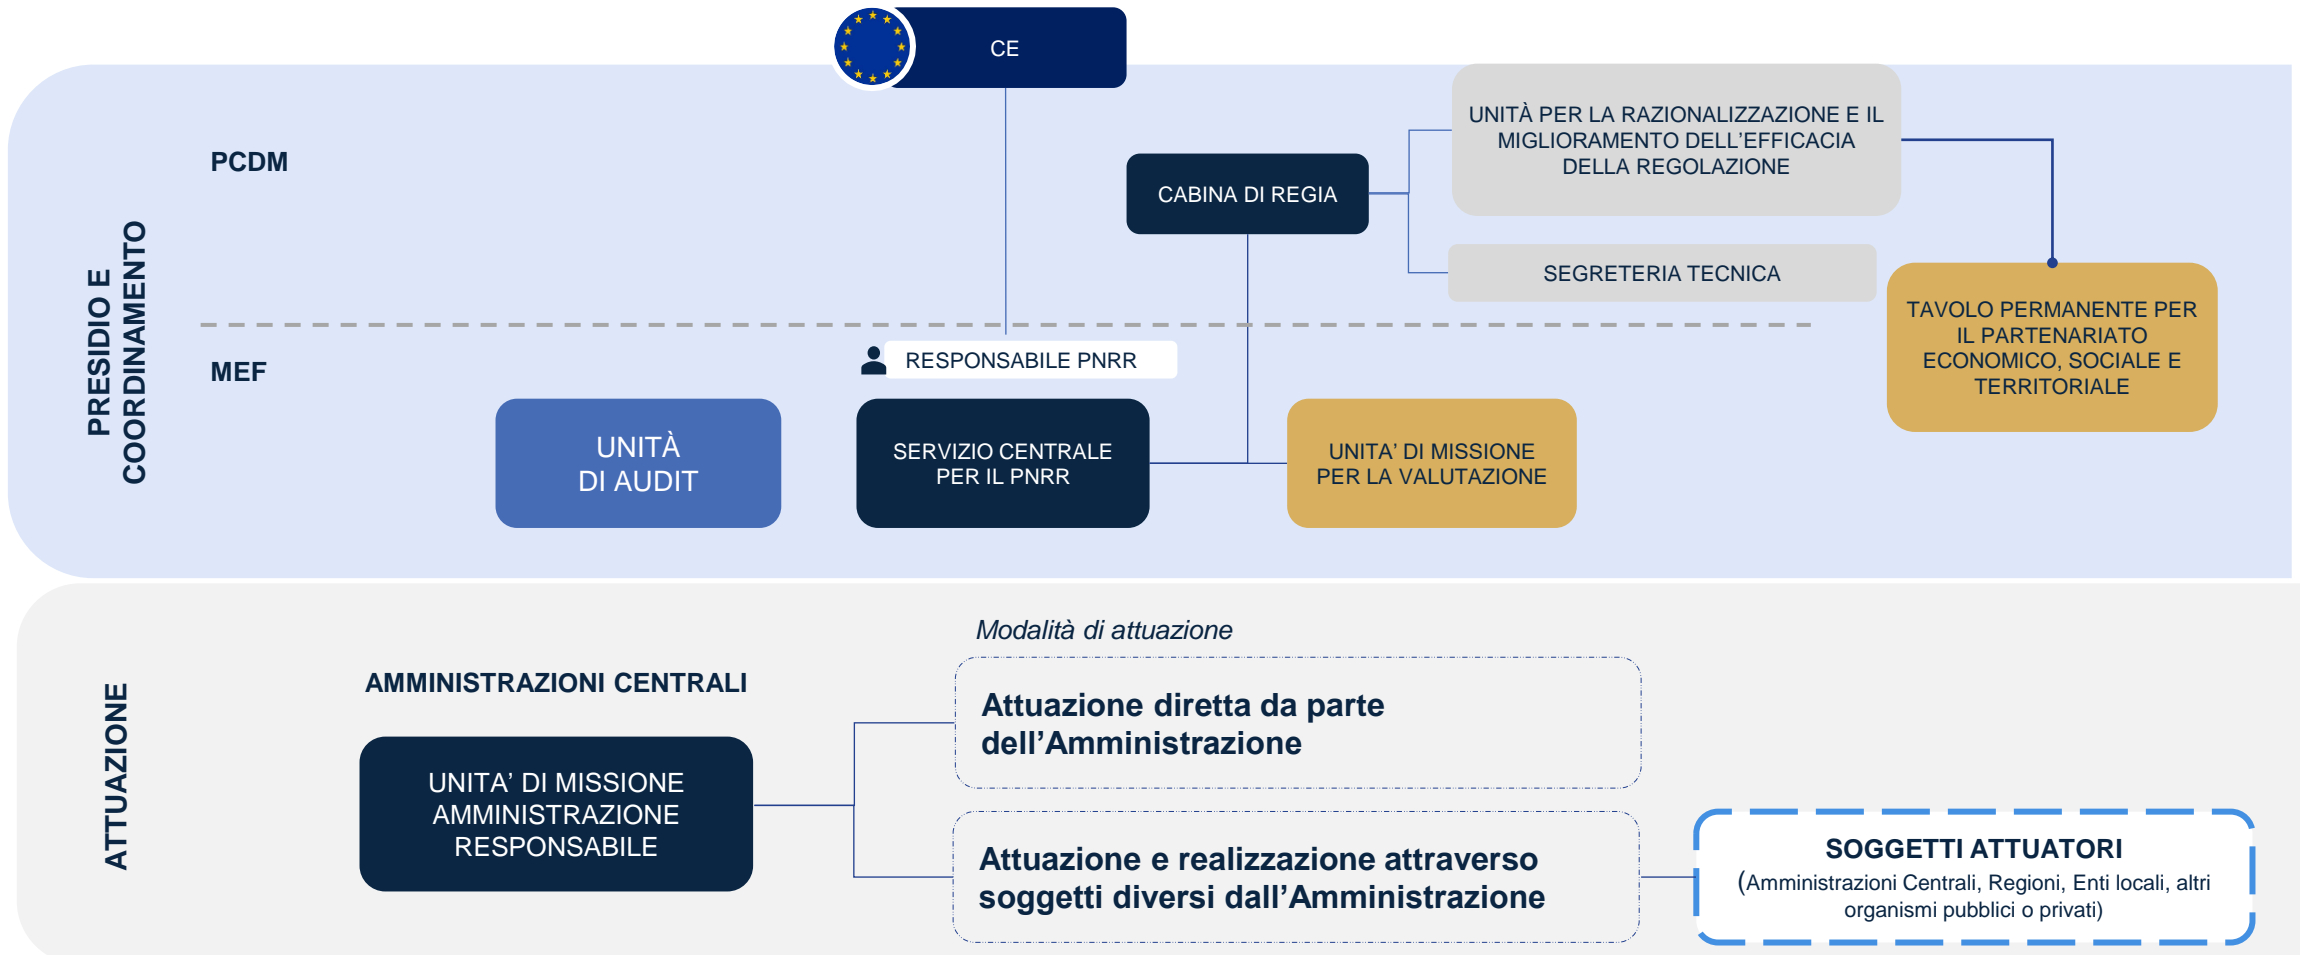 CE
PRESIDIO E
COORDINAMENTO
PCDM
CABINA DI REGIA
UNITÀ PER LA RAZIONALIZZAZIONE E IL
MIGLIORAMENTO DELL’EFFICACIA
DELLA REGOLAZIONE
SEGRETERIA TECNICA
TAVOLO PERMANENTE PER
IL PARTENARIATO
ECONOMICO, SOCIALE E
TERRITORIALE
MEF
RESPONSABILE PNRR
UNITÀ
DI AUDIT
SERVIZIO CENTRALE
PER IL PNRR
UNITA’ DI MISSIONE
PER LA VALUTAZIONE
ATTUAZIONE
AMMINISTRAZIONI CENTRALI
UNITA’ DI MISSIONE
AMMINISTRAZIONE
RESPONSABILE
Modalità di attuazione
Attuazione diretta da parte
dell’Amministrazione
Attuazione e realizzazione attraverso
soggetti diversi dall’Amministrazione
SOGGETTI ATTUATORI
(Amministrazioni Centrali, Regioni, Enti locali, altri
organismi pubblici o privati)